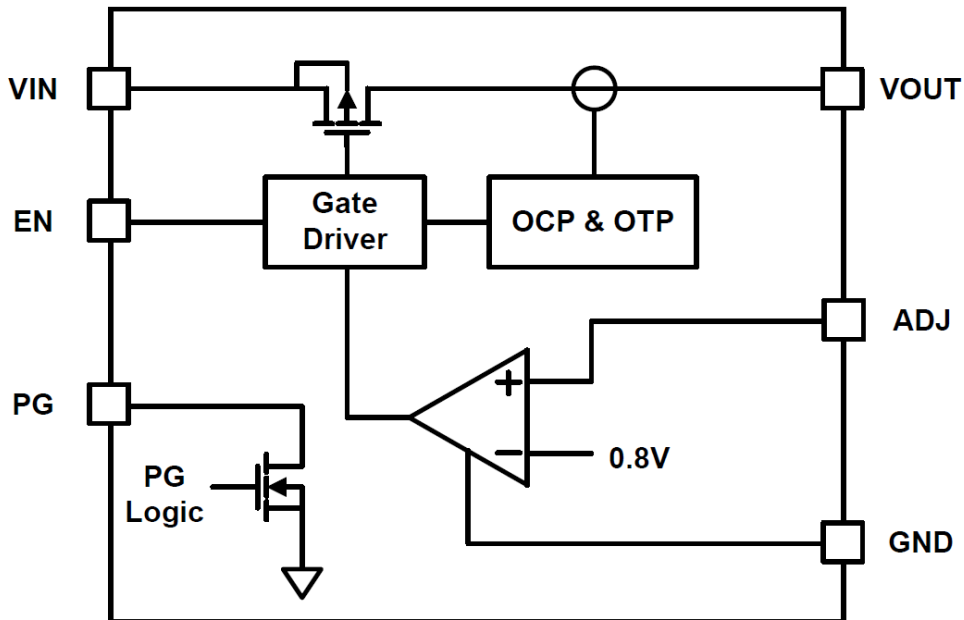 VIN
VOUT
EN
Gate
Driver
OCP & OTP
ADJ
PG
+
−
0.8V
PG
Logic
GND